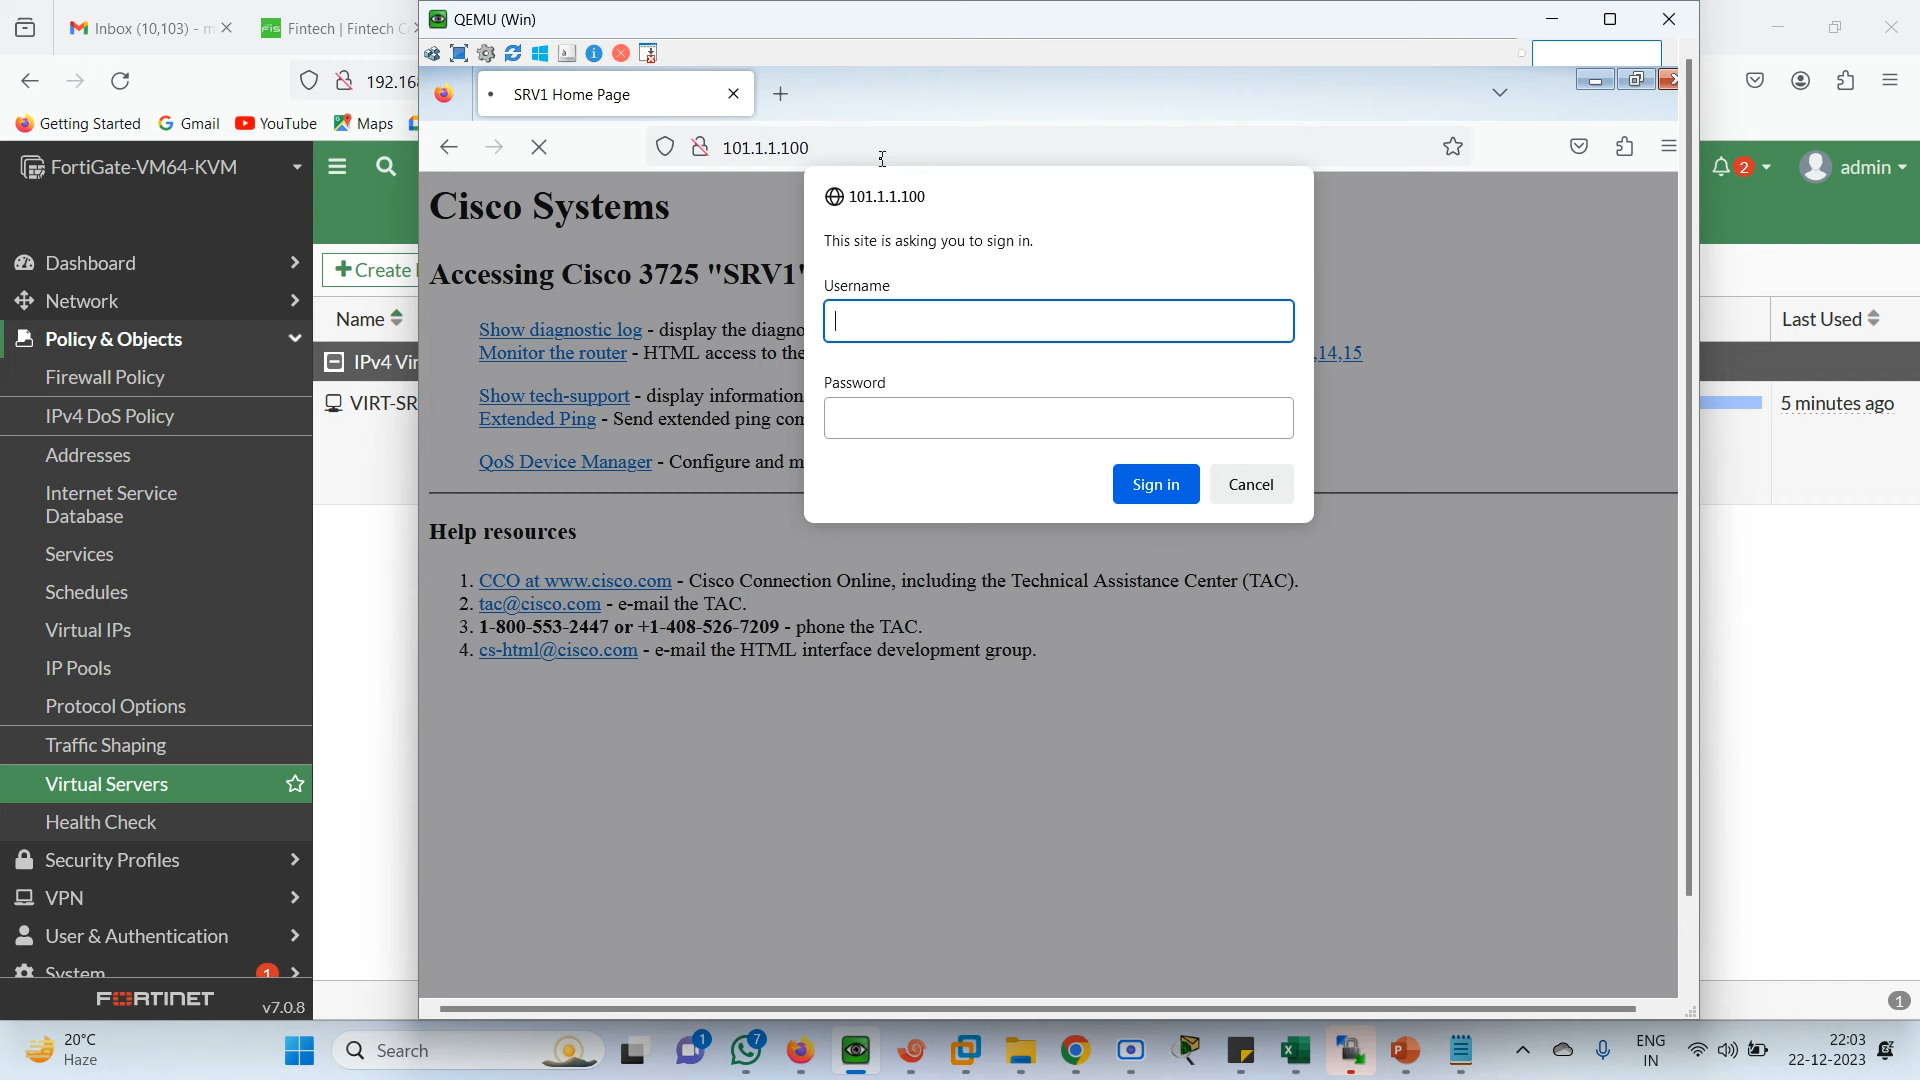 Inbox (10,103) - m
Fintech | Fintech C
192.16
Getting Started
Gmail
YouTube
Maps
FortiGate-VM64-KVM
Dashboard
Network
Policy & Objects
Firewall Policy
IPv4 DoS Policy
Addresses
Internet Service
Database
Services
Schedules
Virtual IPs
IP Pools
Protocol Options
Traffic Shaping
Virtual Servers
Health Check
Security Profiles
VPN
User & Authentication
System
1
FORTINET
v7.0.8
Create
Name
IPv4 Vir
VIRT-SR
QEMU (Win)
SRV1 Home Page
101.1.1.100
Cisco Systems
Accessing Cisco 3725 "SRV1"
Show diagnostic log - display the diagno
Monitor the router - HTML access to the ,14,15
Show tech-support - display information
Extended Ping - Send extended ping com
QoS Device Manager - Configure and m
Help resources
1. CCO at www.cisco.com - Cisco Connection Online, including the Technical Assistance Center (TAC).
2. tac@cisco.com - e-mail the TAC.
3. 1-800-553-2447 or +1-408-526-7209 - phone the TAC.
4. cs-html@cisco.com - e-mail the HTML interface development group.
101.1.1.100
This site is asking you to sign in.
Username
Password
Sign in
Cancel
2
admin
Last Used
5 minutes ago
1
20°C
Haze
Search
1
7
ENG
IN
22:03
22-12-2023